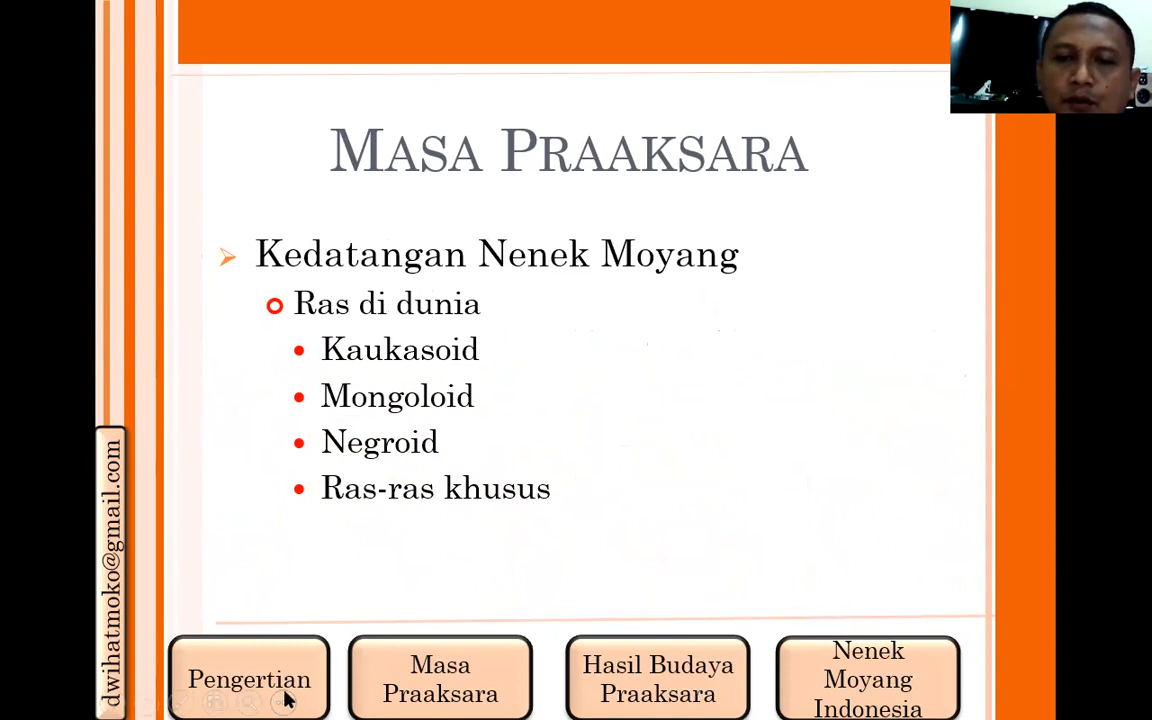 MASA PRAAKSARA
Kedatangan Nenek Moyang
Ras di dunia
Kaukasoid
Mongoloid
Negroid
Ras-ras khusus
dwihatmoko@gmail.com
Pengertian
Masa
Praaksara
Hasil Budaya
Praaksara
Nenek
Moyang
Indonesia